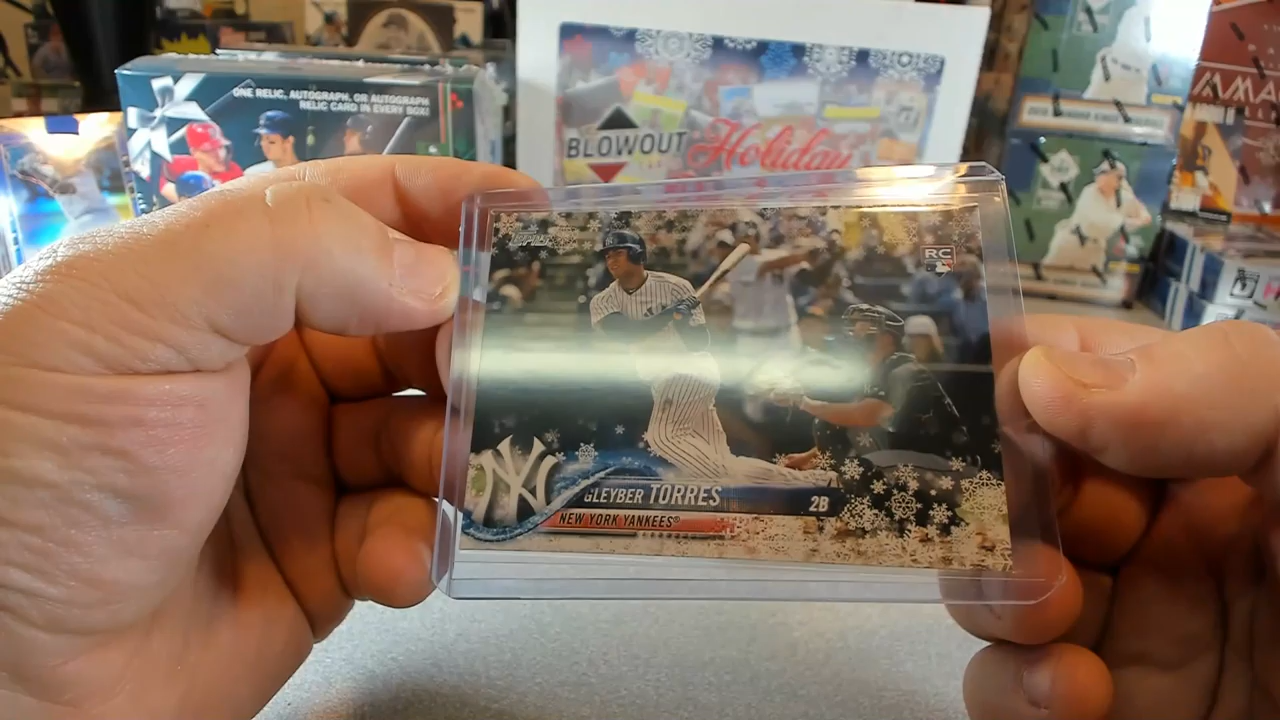 ONE RELIC, AUTOGRAPH, OR AUTOGRAPH
RELIC CARD IN EVERY BOX!
BLOWOUT
Holiday
Topps
RC
NY
GLEYBER TORRES
2B
NEW YORK YANKEES®